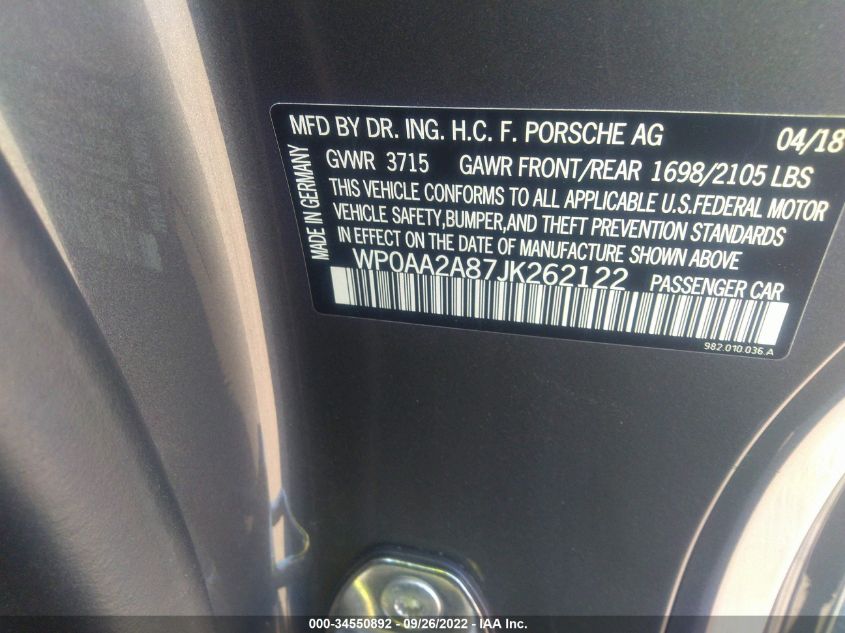 MFD BY DR. ING. H.C. F. PORSCHE AG 04/18
GVWR 3715 GAWR FRONT/REAR 1698/2105 LBS
THIS VEHICLE CONFORMS TO ALL APPLICABLE U.S.FEDERAL MOTOR
VEHICLE SAFETY,BUMPER,AND THEFT PREVENTION STANDARDS
IN EFFECT ON THE DATE OF MANUFACTURE SHOWN ABOVE
WP0AA2A87JK262122 PASSENGER CAR
MADE IN GERMANY
982.010.036.A
000-34550892 - 09/26/2022 - IAA Inc.